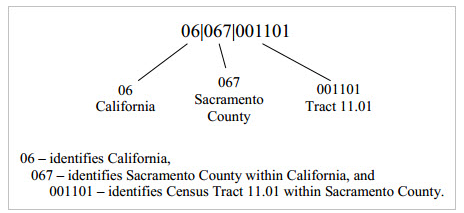 06|067|001101
06
California
067
Sacramento
County
001101
Tract 11.01
06 – identifies California,
067 – identifies Sacramento County within California, and
001101 – identifies Census Tract 11.01 within Sacramento County.